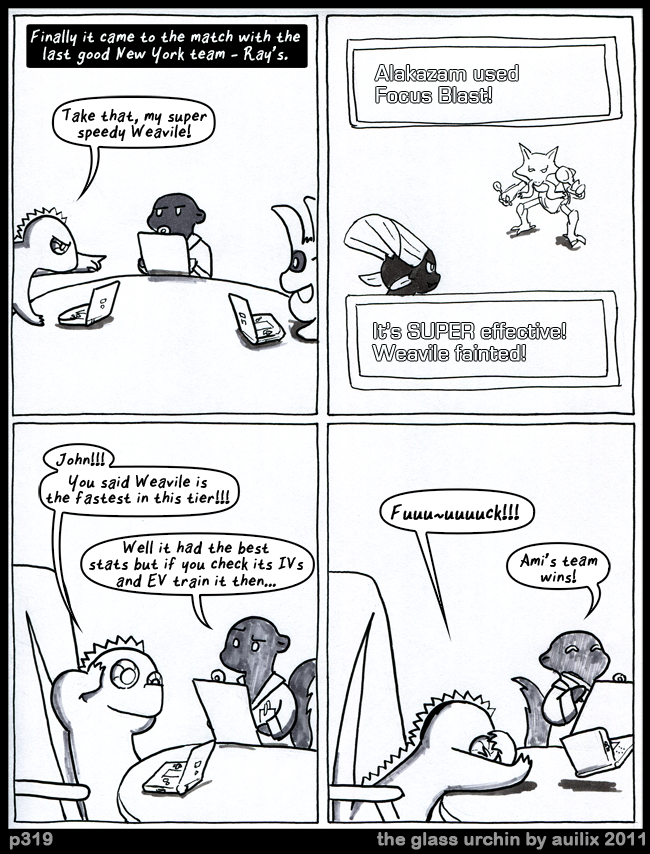 Finally it came to the match with the
last good New York team - Ray's.
Take that, my super
speedy Weavile!
Alakazam used
Focus Blast!
It's SUPER effective!
Weavile fainted!
John!!!
You said Weavile is
the fastest in this tier!!!
Well it had the best
stats but if you check its IVs
and EV train it then...
Fuuu~uuuuck!!!
Ami's team
wins!
p319
the glass urchin by auilix 2011